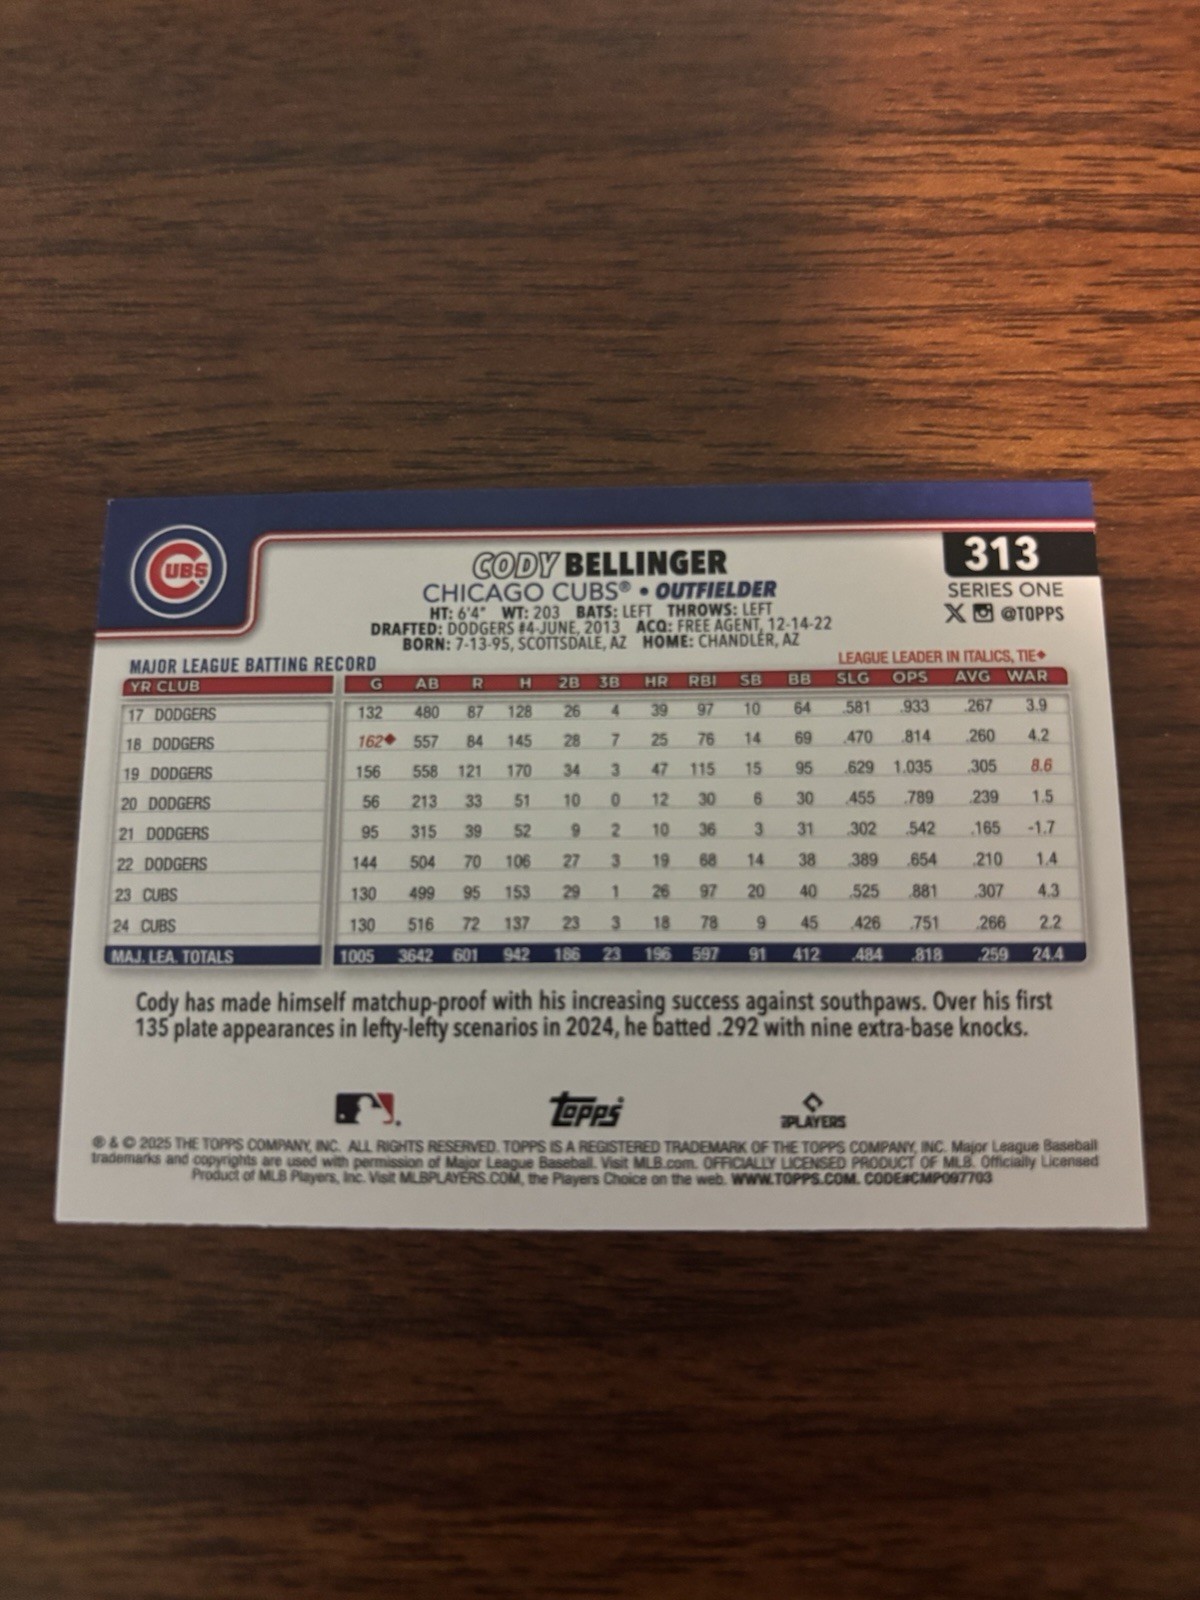 CUBS
CODY BELLINGER
313
CHICAGO CUBS® • OUTFIELDER
SERIES ONE
HT: 6'4" WT: 203 BATS: LEFT THROWS: LEFT
@TOPPS
DRAFTED: DODGERS #4-JUNE, 2013 ACQ: FREE AGENT, 12-14-22
BORN: 7-13-95, SCOTTSDALE, AZ HOME: CHANDLER, AZ
MAJOR LEAGUE BATTING RECORD
LEAGUE LEADER IN ITALICS, TIE◆
YR CLUB G AB R H 2B 3B HR RBI SB BB SLG OPS AVG WAR
17 DODGERS 132 480 87 128 26 4 39 97 10 64 .581 .933 .267 3.9
18 DODGERS 162◆ 557 84 145 28 7 25 76 14 69 .470 .814 .260 4.2
19 DODGERS 156 558 121 170 34 3 47 115 15 95 .629 1.035 .305 8.6
20 DODGERS 56 213 33 51 10 0 12 30 6 30 .455 .789 .239 1.5
21 DODGERS 95 315 39 52 9 2 10 36 3 31 .302 .542 .165 -1.7
22 DODGERS 144 504 70 106 27 3 19 68 14 38 .389 .654 .210 1.4
23 CUBS 130 499 95 153 29 1 26 97 20 40 .525 .881 .307 4.3
24 CUBS 130 516 72 137 23 3 18 78 9 45 .426 .751 .266 2.2
MAJ. LEA. TOTALS 1005 3642 601 942 186 23 196 597 91 412 .484 .818 .259 24.4
Cody has made himself matchup-proof with his increasing success against southpaws. Over his first
135 plate appearances in lefty-lefty scenarios in 2024, he batted .292 with nine extra-base knocks.
topps
PLAYERS
® & © 2025 THE TOPPS COMPANY, INC. ALL RIGHTS RESERVED. TOPPS IS A REGISTERED TRADEMARK OF THE TOPPS COMPANY, INC. Major League Baseball
trademarks and copyrights are used with permission of Major League Baseball. Visit MLB.com. OFFICIALLY LICENSED PRODUCT OF MLB. Officially Licensed
Product of MLB Players, Inc. Visit MLBPLAYERS.COM, the Players Choice on the web. WWW.TOPPS.COM. CODE#CMP097703